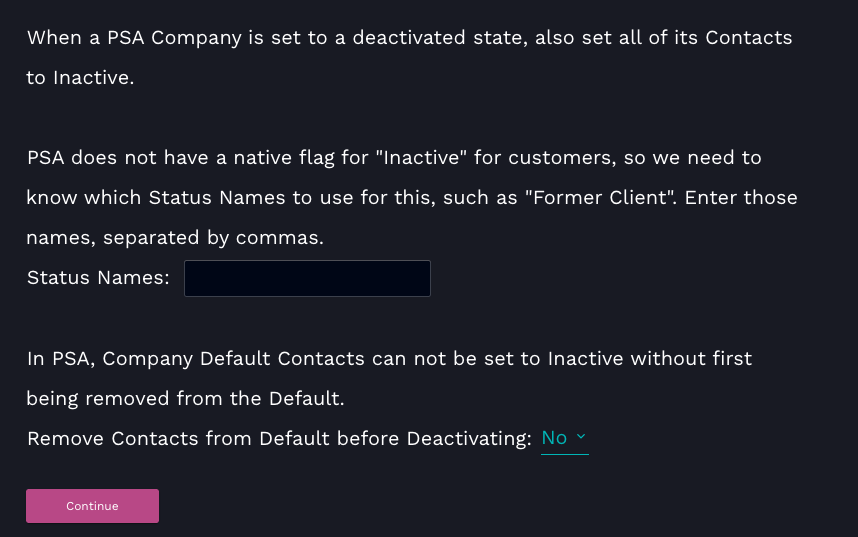 When a PSA Company is set to a deactivated state, also set all of its Contacts
to Inactive.
PSA does not have a native flag for "Inactive" for customers, so we need to
know which Status Names to use for this, such as "Former Client". Enter those
names, separated by commas.
Status Names:
In PSA, Company Default Contacts can not be set to Inactive without first
being removed from the Default.
Remove Contacts from Default before Deactivating: No
Continue